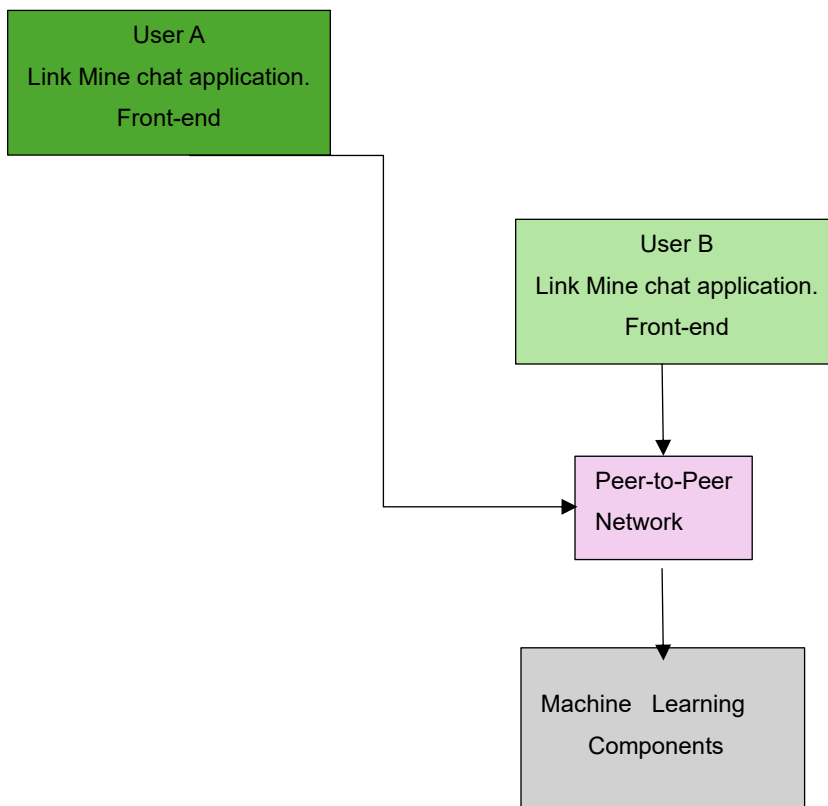 User A
Link Mine chat application.
Front-end
User B
Link Mine chat application.
Front-end
Peer-to-Peer
Network
Machine Learning
Components